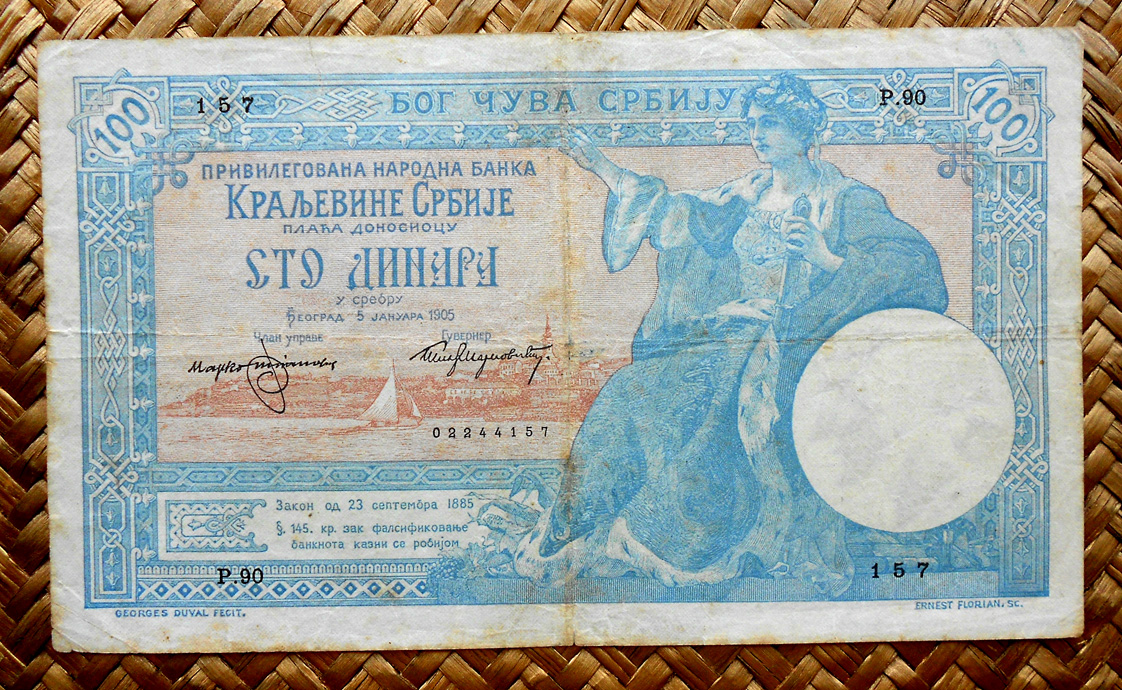 100
157
БОГ ЧУВА СРБИЈУ
P.90
100
ПРИВИЛЕГОВАНА НАРОДНА БАНКА
КРАЉЕВИНЕ СРБИЈЕ
ПЛАЋА ДОНОСИОЦУ
СТО ДИНАРА
У СРЕБРУ
БЕОГРАД 5 ЈАНУАРА 1905
Члан управе
Гувернер
02244157
Закон од 23 септембра 1885
§. 145. кр. зак фалсификовање
банкнота казни се робијом
P.90
157
GEORGES DUVAL FECIT.
ERNEST FLORIAN, SC.